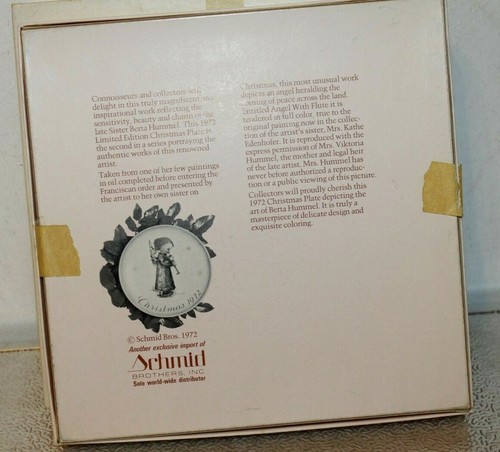 Connoisseurs and collectors will
delight in this truly magnificent and
inspirational work reflecting the
sensitivity, beauty and charm of the
late Sister Berta Hummel. This 1972
Limited Edition Christmas Plate is
the second in a series portraying the
authentic works of this renowned
artist.
Taken from one of her few paintings
in oil completed before entering the
Franciscan order and presented by
the artist to her own sister on
Christmas, this most unusual work
depicts an angel heralding the
coming of peace across the land.
Entitled Angel With Flute it is
rendered in full color, true to the
original painting now in the collec-
tion of the artist's sister, Mrs. Kathe
Edenhofer. It is reproduced with the
express permission of Mrs. Viktoria
Hummel, the mother and legal heir
of the late artist. Mrs. Hummel has
never before authorized a reproduc-
tion or a public viewing of this picture.
Collectors will proudly cherish this
1972 Christmas Plate depicting the
art of Berta Hummel. It is truly a
masterpiece of delicate design and
exquisite coloring.
Christmas 1972
© Schmid Bros. 1972
Another exclusive import of
Schmid
BROTHERS, INC
Sole world-wide distributor